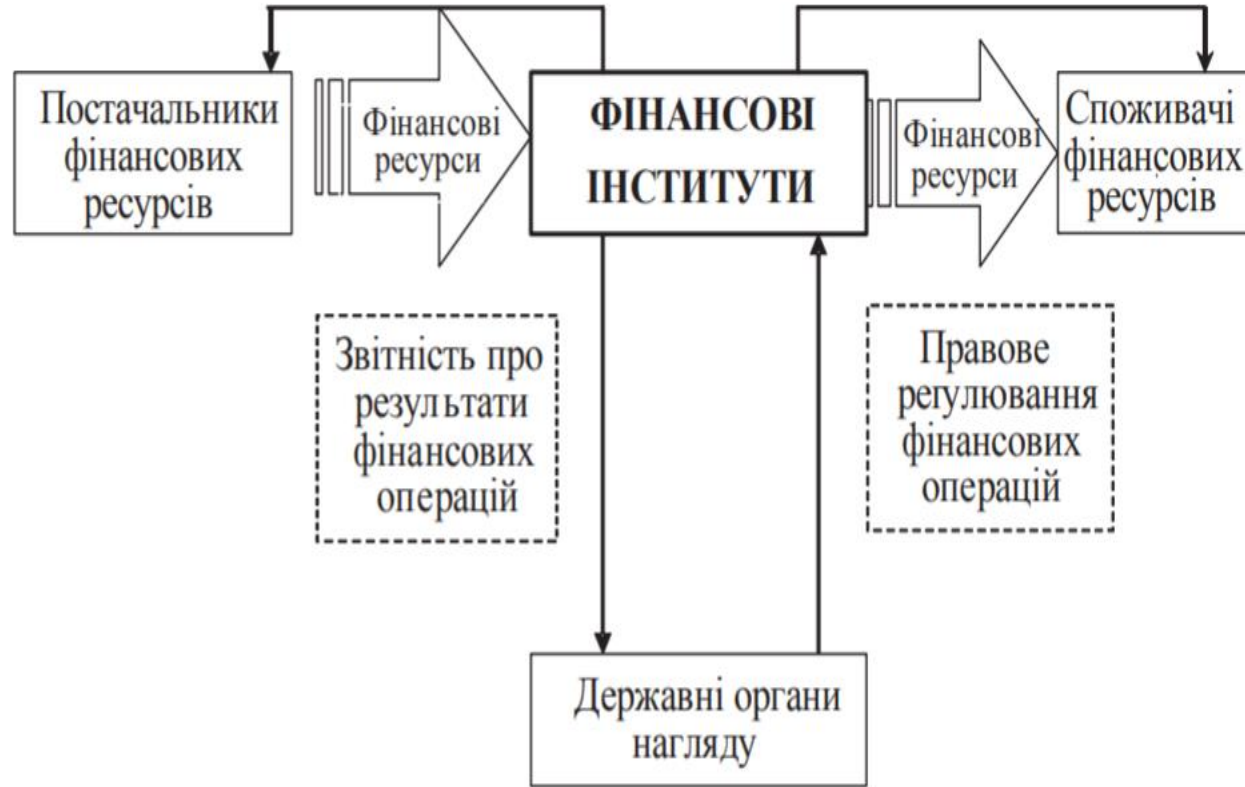 Постачальники
фінансових
ресурсів
Фінансові
ресурси
ФІНАНСОВІ
ІНСТИТУТИ
Фінансові
ресурси
Споживачі
фінансових
ресурсів
Звітність про
результати
фінансових
операцій
Правове
регулювання
фінансових
операцій
Державні органи
нагляду